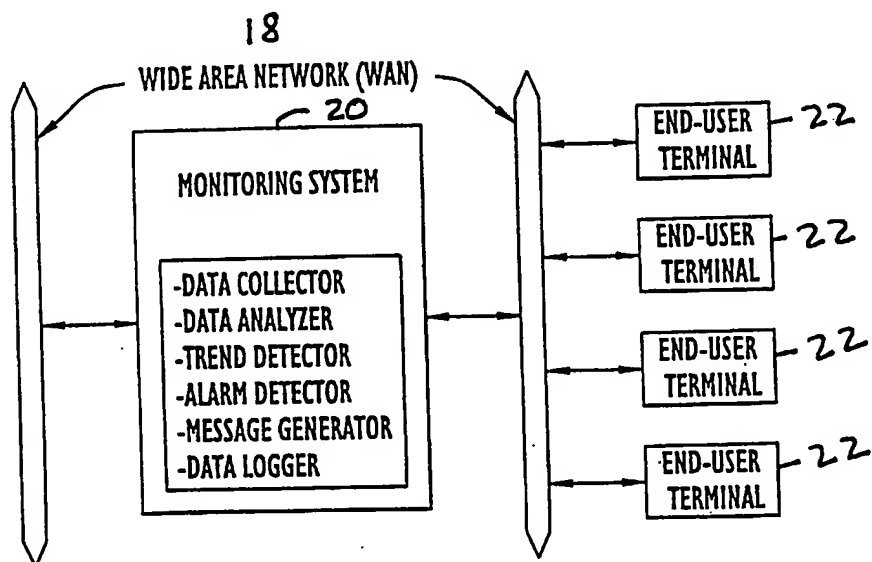 18
WIDE AREA NETWORK (WAN)
20
MONITORING SYSTEM
-DATA COLLECTOR
-DATA ANALYZER
-TREND DETECTOR
-ALARM DETECTOR
-MESSAGE GENERATOR
-DATA LOGGER
END-USER
TERMINAL
22
END-USER
TERMINAL
22
END-USER
TERMINAL
22
END-USER
TERMINAL
22